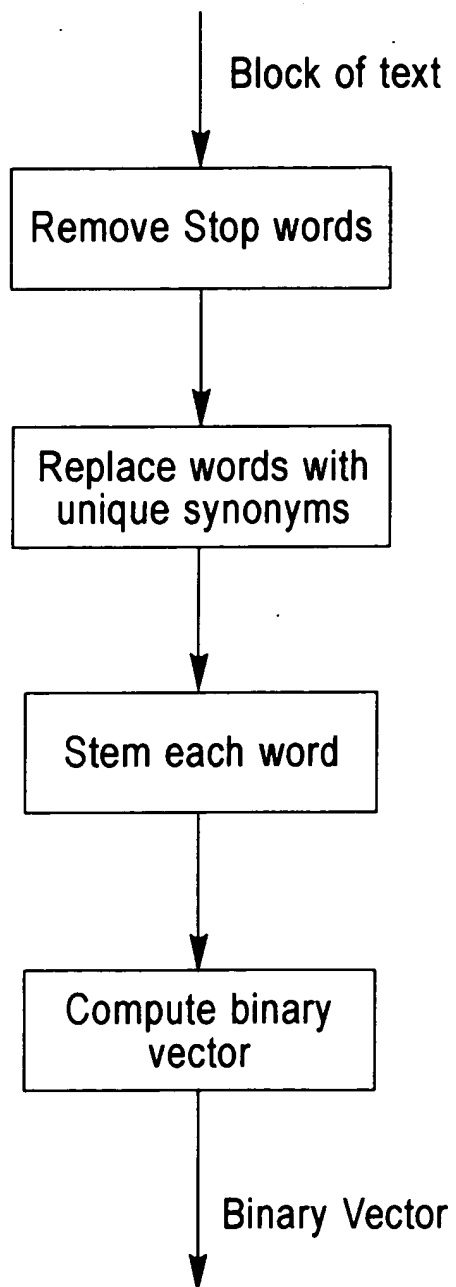 Block of text
Remove Stop words
Replace words with
unique synonyms
Stem each word
Compute binary
vector
Binary Vector